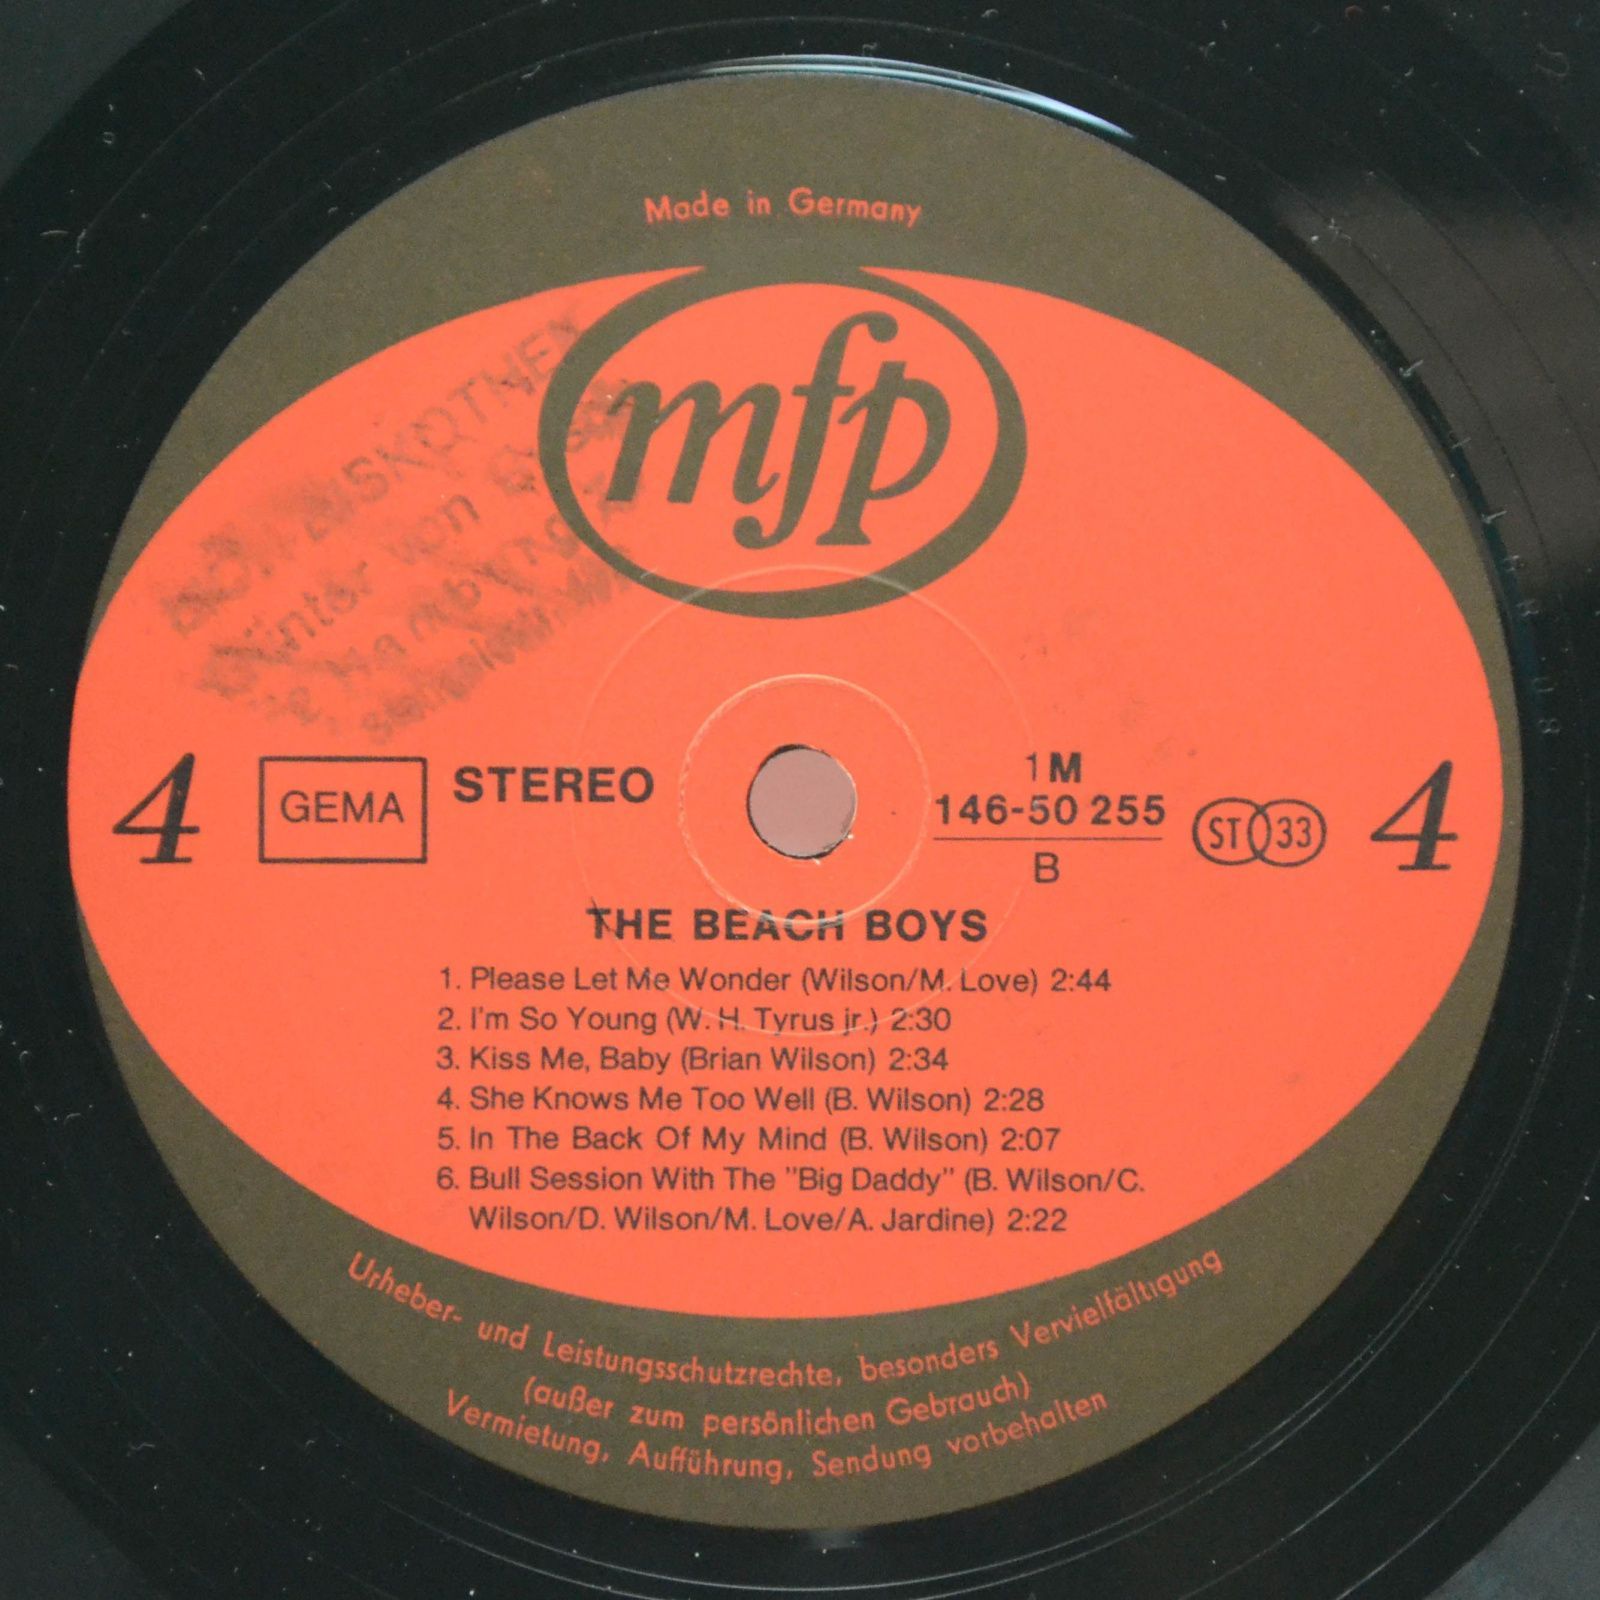 Made in Germany
mfp
DISKOTHEK
von
4 GEMA STEREO 1M 146-50 255 B ST 33 4
THE BEACH BOYS
1. Please Let Me Wonder (Wilson/M. Love) 2:44
2. I'm So Young (W. H. Tyrus jr.) 2:30
3. Kiss Me, Baby (Brian Wilson) 2:34
4. She Knows Me Too Well (B. Wilson) 2:28
5. In The Back Of My Mind (B. Wilson) 2:07
6. Bull Session With The "Big Daddy" (B. Wilson/C.
Wilson/D. Wilson/M. Love/A. Jardine) 2:22
Urheber- und Leistungsschutzrechte, besonders Vervielfältigung
(außer zum persönlichen Gebrauch)
Vermietung, Aufführung, Sendung vorbehalten